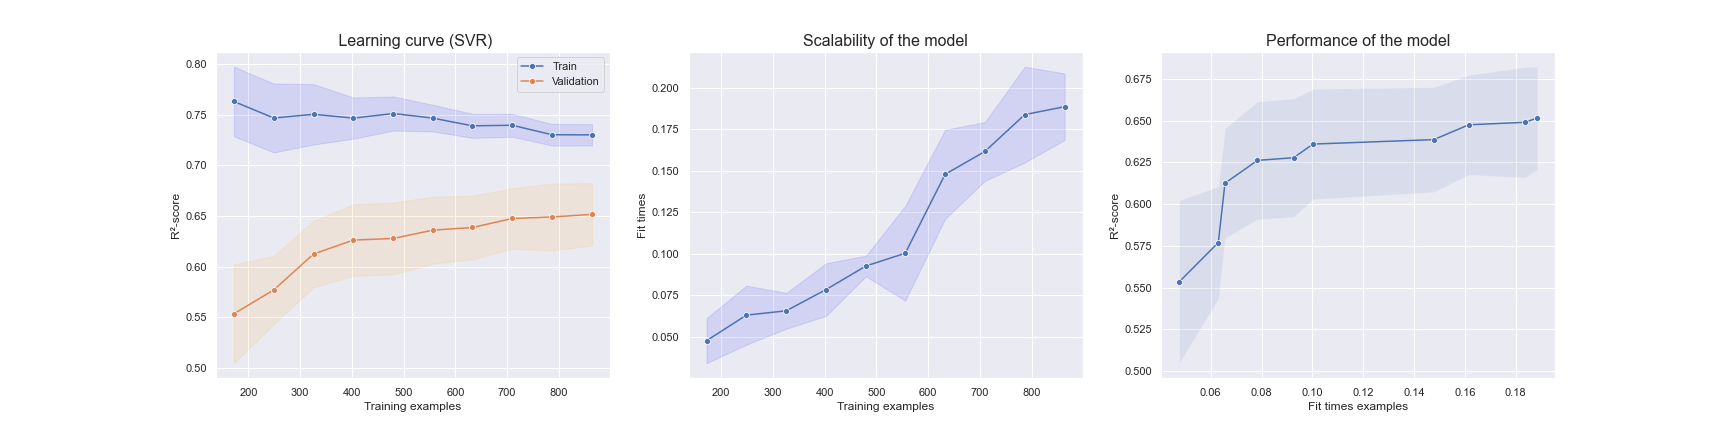 Learning curve (SVR)
Train
Validation
0.80
0.75
0.70
0.65
0.60
0.55
0.50
R²-score
200 300 400 500 600 700 800
Training examples
Scalability of the model
0.200
0.175
0.150
0.125
0.100
0.075
0.050
Fit times
200 300 400 500 600 700 800
Training examples
Performance of the model
0.675
0.650
0.625
0.600
0.575
0.550
0.525
0.500
R²-score
0.06 0.08 0.10 0.12 0.14 0.16 0.18
Fit times examples